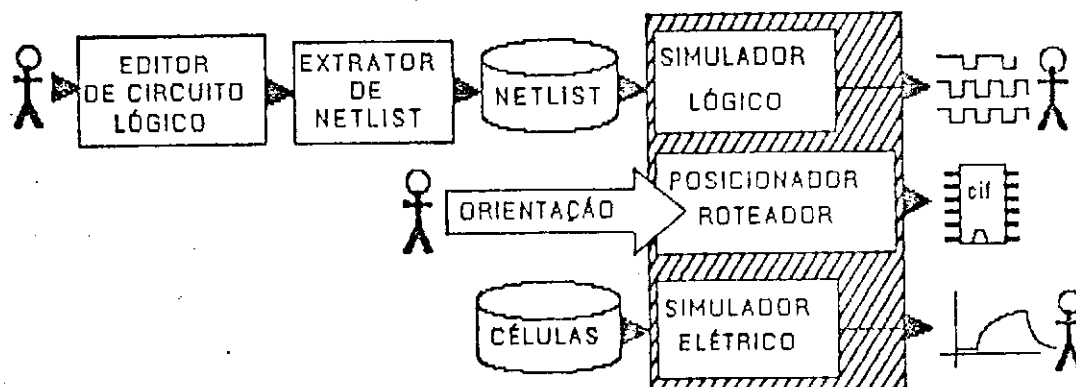 EDITOR
DE CIRCUITO
LÓGICO
EXTRATOR
DE
NETLIST
NETLIST
SIMULADOR
LÓGICO
ORIENTAÇÃO
POSICIONADOR
ROTEADOR
cif
CÉLULAS
SIMULADOR
ELÉTRICO